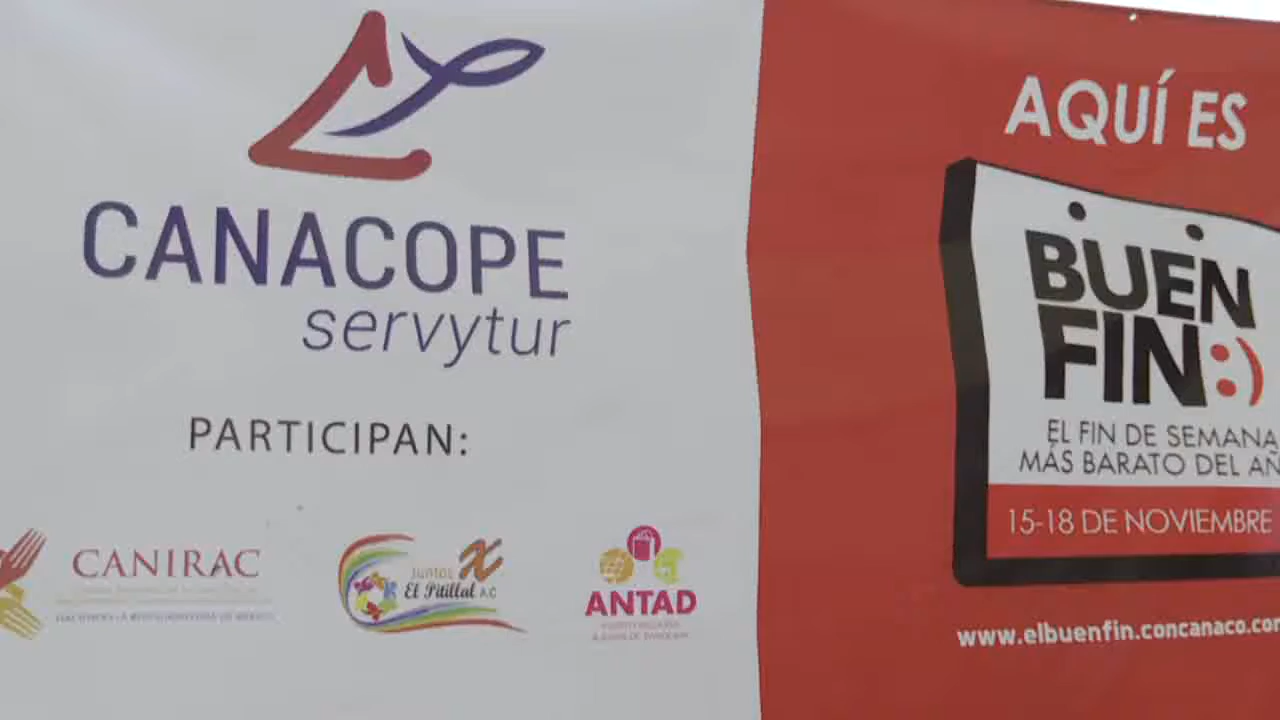 CANACOPE
servytur
PARTICIPAN:
CANIRAC
JUNTOS X
El Pitillal A.C
ANTAD
AQUÍ ES
BUEN
FIN:)
EL FIN DE SEMANA
MÁS BARATO DEL AÑ
15-18 DE NOVIEMBRE
www.elbuenfin.concanaco.com